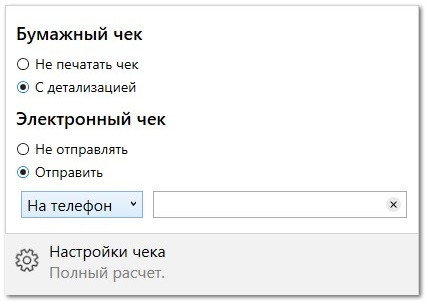 Бумажный чек
Не печатать чек
С детализацией
Электронный чек
Не отправлять
Отправить
На телефон
Настройки чека
Полный расчет.